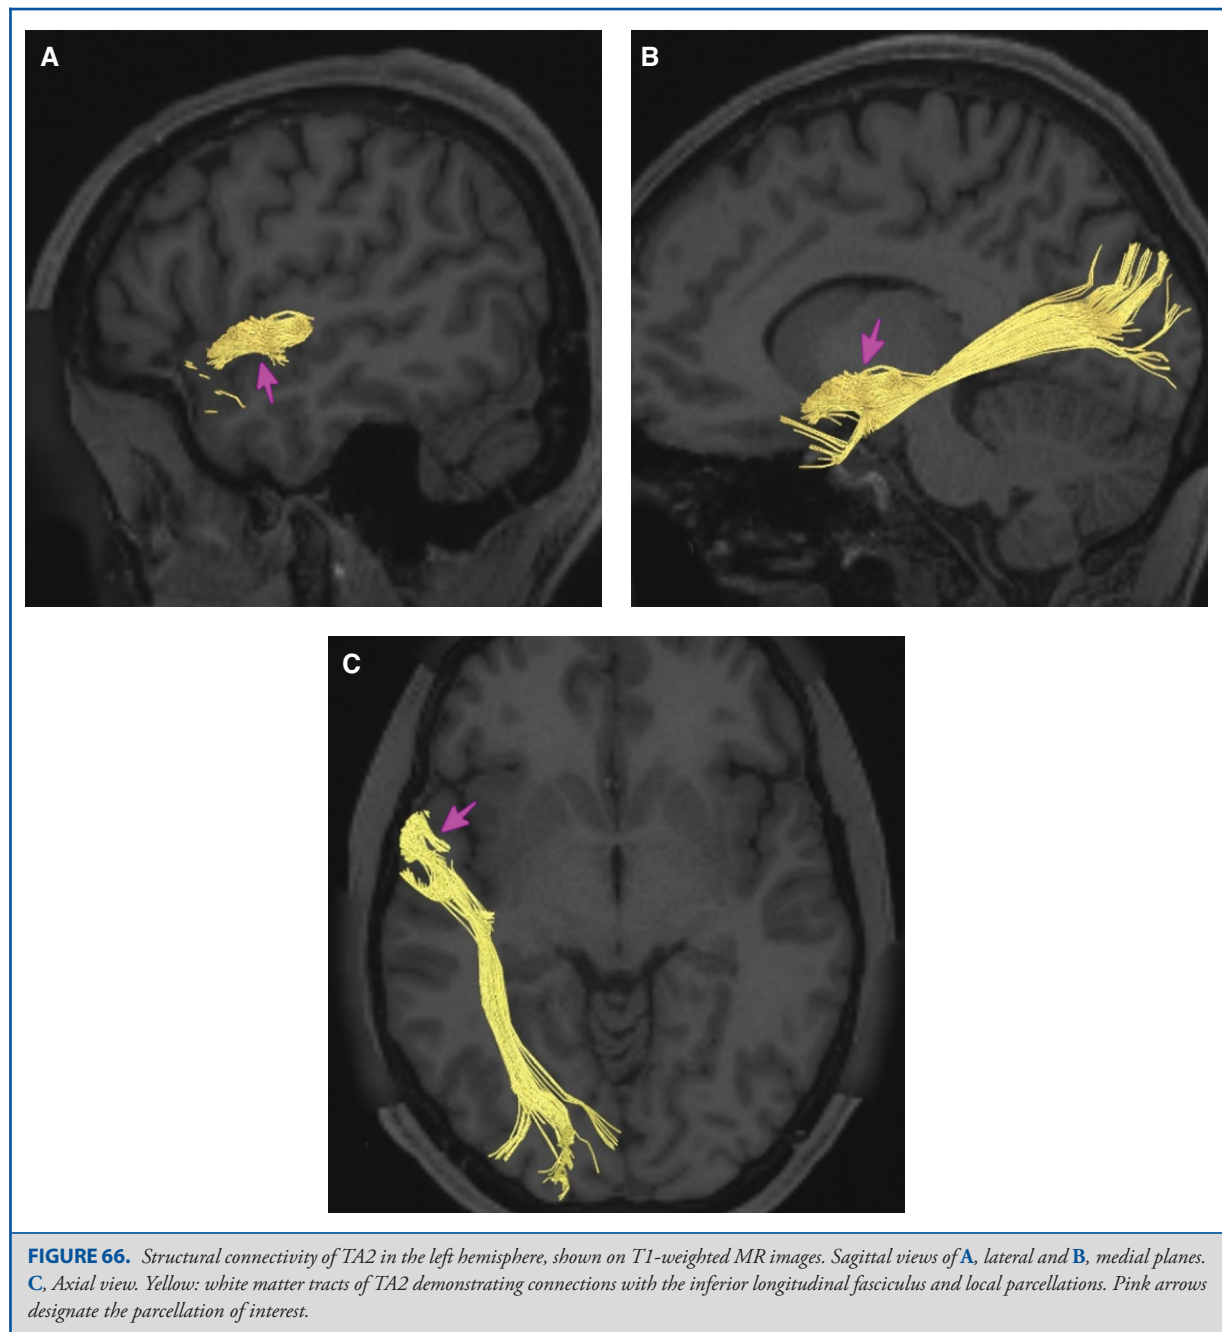 A
B
C
FIGURE 66. Structural connectivity of TA2 in the left hemisphere, shown on T1-weighted MR images. Sagittal views of A, lateral and B, medial planes.
C, Axial view. Yellow: white matter tracts of TA2 demonstrating connections with the inferior longitudinal fasciculus and local parcellations. Pink arrows
designate the parcellation of interest.